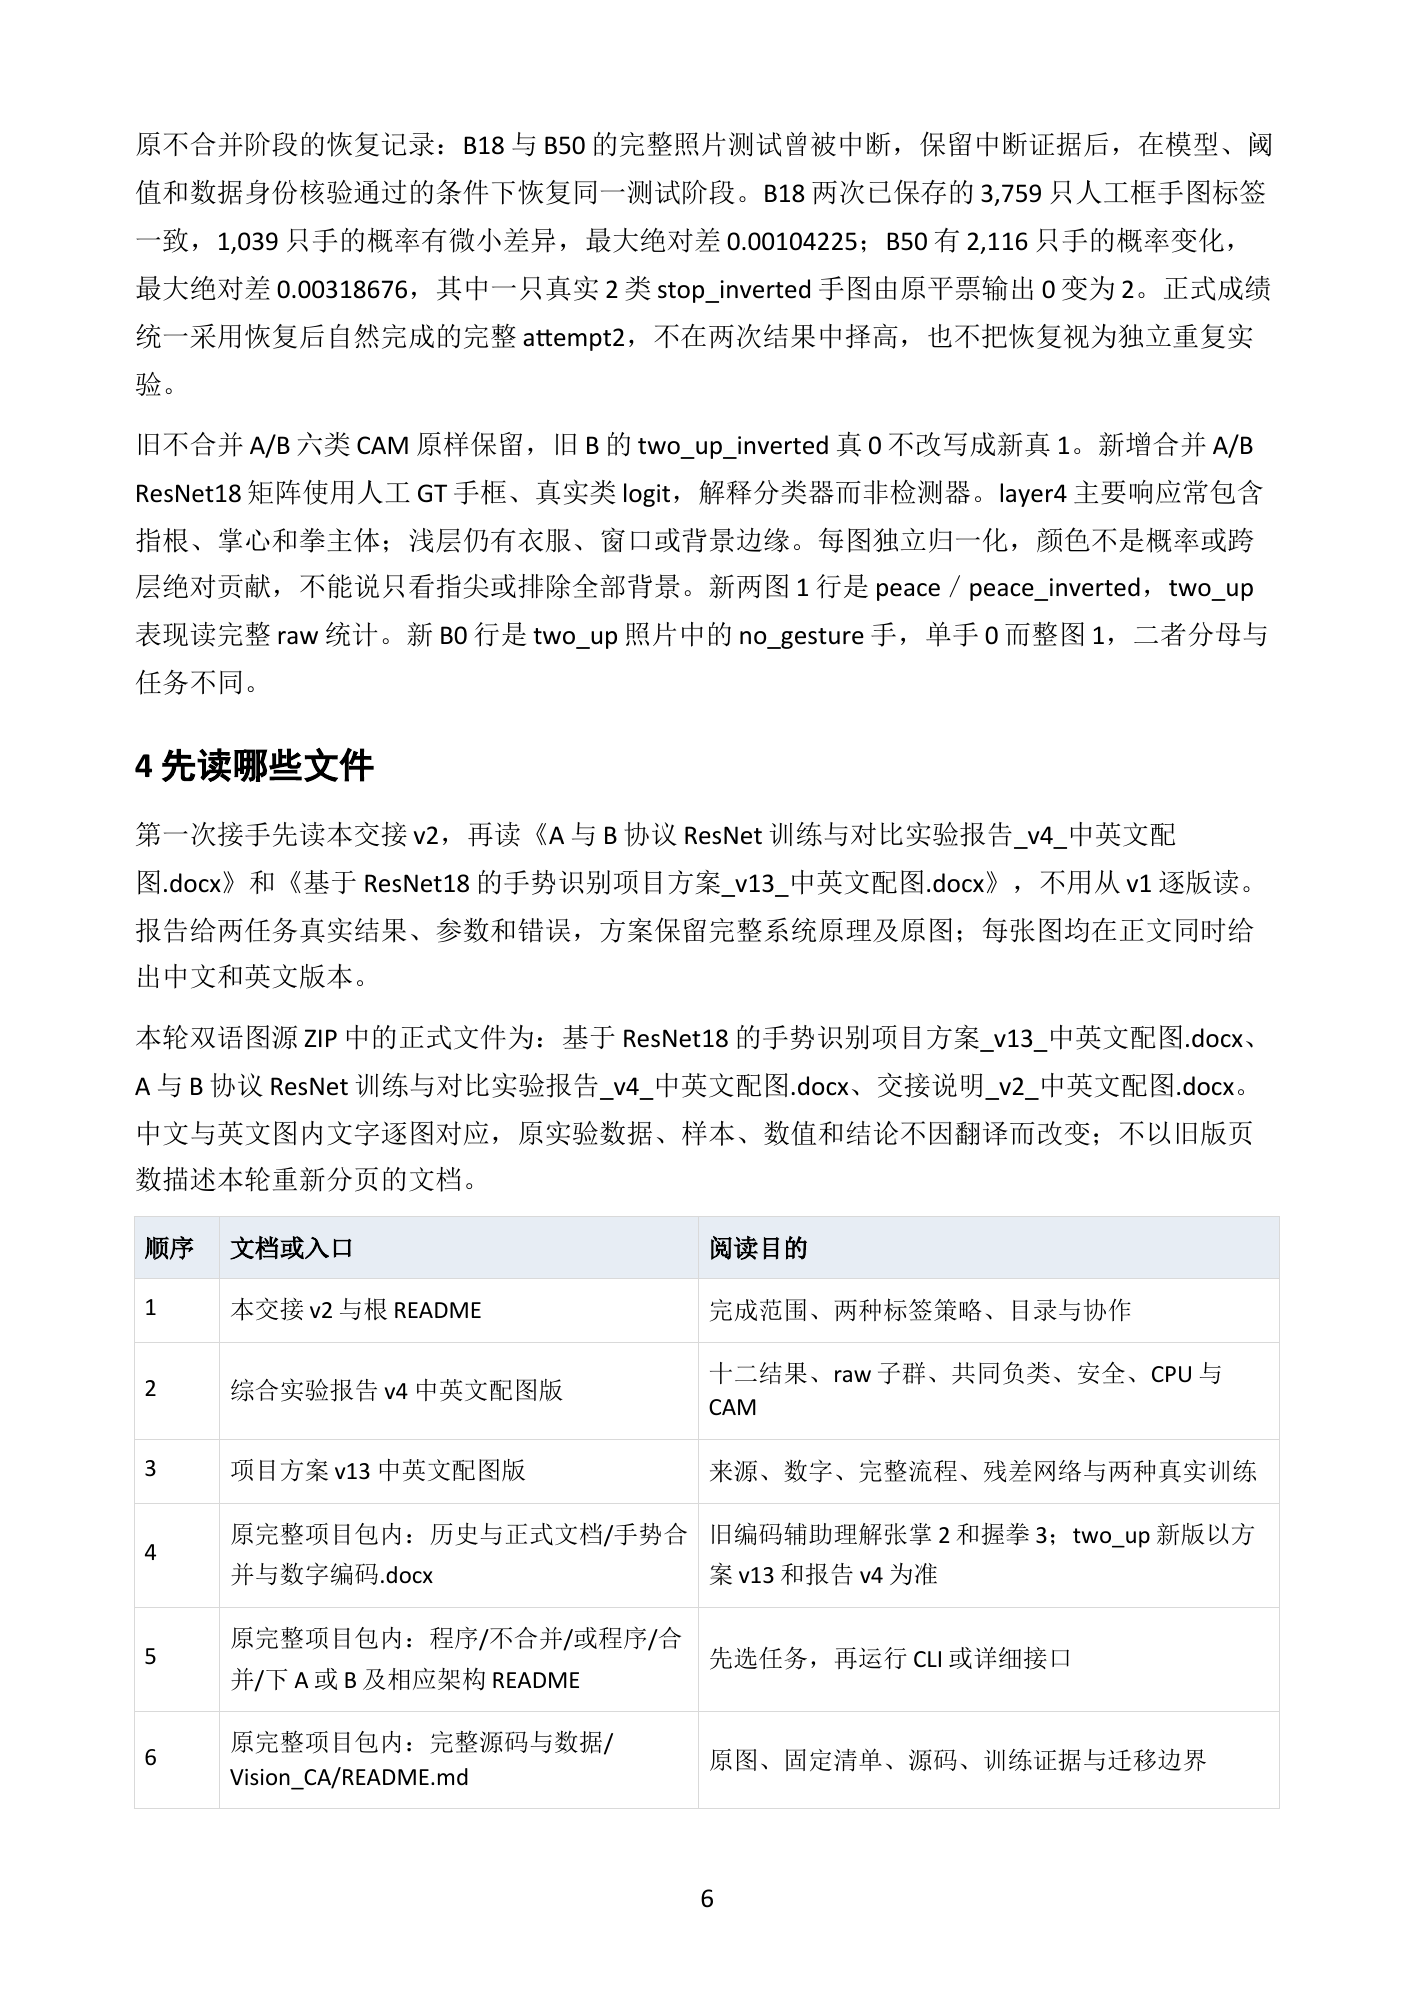 原不合并阶段的恢复记录：B18 与 B50 的完整照片测试曾被中断，保留中断证据后，在模型、阈
值和数据身份核验通过的条件下恢复同一测试阶段。B18 两次已保存的 3,759 只人工框手图标签
一致，1,039 只手的概率有微小差异，最大绝对差 0.00104225；B50 有 2,116 只手的概率变化，
最大绝对差 0.00318676，其中一只真实 2 类 stop_inverted 手图由原平票输出 0 变为 2。正式成绩
统一采用恢复后自然完成的完整 attempt2，不在两次结果中择高，也不把恢复视为独立重复实
验。
旧不合并 A/B 六类 CAM 原样保留，旧 B 的 two_up_inverted 真 0 不改写成新真 1。新增合并 A/B
ResNet18 矩阵使用人工 GT 手框、真实类 logit，解释分类器而非检测器。layer4 主要响应常包含
指根、掌心和拳主体；浅层仍有衣服、窗口或背景边缘。每图独立归一化，颜色不是概率或跨
层绝对贡献，不能说只看指尖或排除全部背景。新两图 1 行是 peace／peace_inverted，two_up
表现读完整 raw 统计。新 B0 行是 two_up 照片中的 no_gesture 手，单手 0 而整图 1，二者分母与
任务不同。
4 先读哪些文件
第一次接手先读本交接 v2，再读《A 与 B 协议 ResNet 训练与对比实验报告_v4_中英文配
图.docx》和《基于 ResNet18 的手势识别项目方案_v13_中英文配图.docx》，不用从 v1 逐版读。
报告给两任务真实结果、参数和错误，方案保留完整系统原理及原图；每张图均在正文同时给
出中文和英文版本。
本轮双语图源 ZIP 中的正式文件为：基于 ResNet18 的手势识别项目方案_v13_中英文配图.docx、
A 与 B 协议 ResNet 训练与对比实验报告_v4_中英文配图.docx、交接说明_v2_中英文配图.docx。
中文与英文图内文字逐图对应，原实验数据、样本、数值和结论不因翻译而改变；不以旧版页
数描述本轮重新分页的文档。
顺序 文档或入口 阅读目的
1 本交接 v2 与根 README 完成范围、两种标签策略、目录与协作
2 综合实验报告 v4 中英文配图版 十二结果、raw 子群、共同负类、安全、CPU 与
CAM
3 项目方案 v13 中英文配图版 来源、数字、完整流程、残差网络与两种真实训练
4 原完整项目包内：历史与正式文档/手势合
并与数字编码.docx
旧编码辅助理解张掌 2 和握拳 3；two_up 新版以方
案 v13 和报告 v4 为准
5 原完整项目包内：程序/不合并/或程序/合
并/下 A 或 B 及相应架构 README
先选任务，再运行 CLI 或详细接口
6 原完整项目包内：完整源码与数据/
Vision_CA/README.md
原图、固定清单、源码、训练证据与迁移边界
6